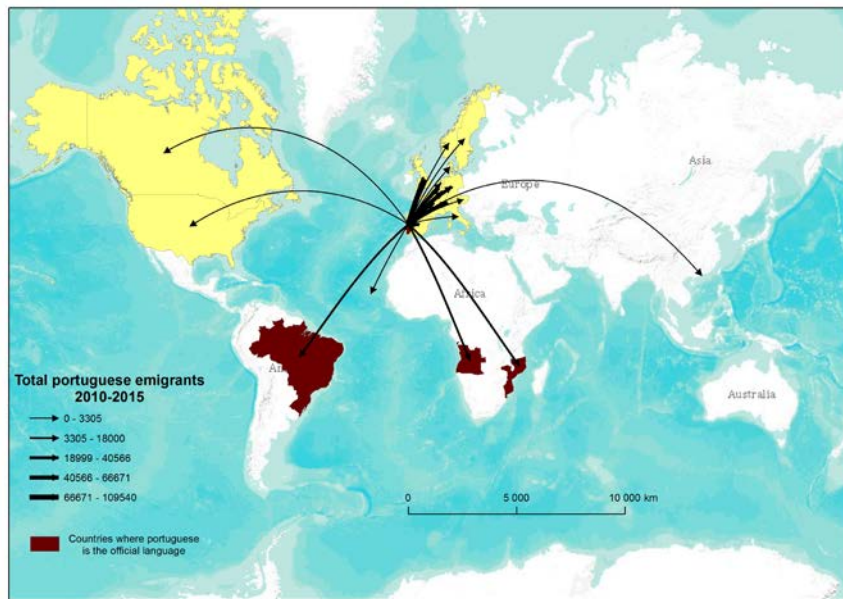 Asia
Europe
Africa
Am
Australia
Total portuguese emigrants
2010-2015
0 - 3305
3305 - 18000
18999 - 40566
40566 - 66671
66671 - 109540
0 5 000 10 000 km
Countries where portuguese
is the official language